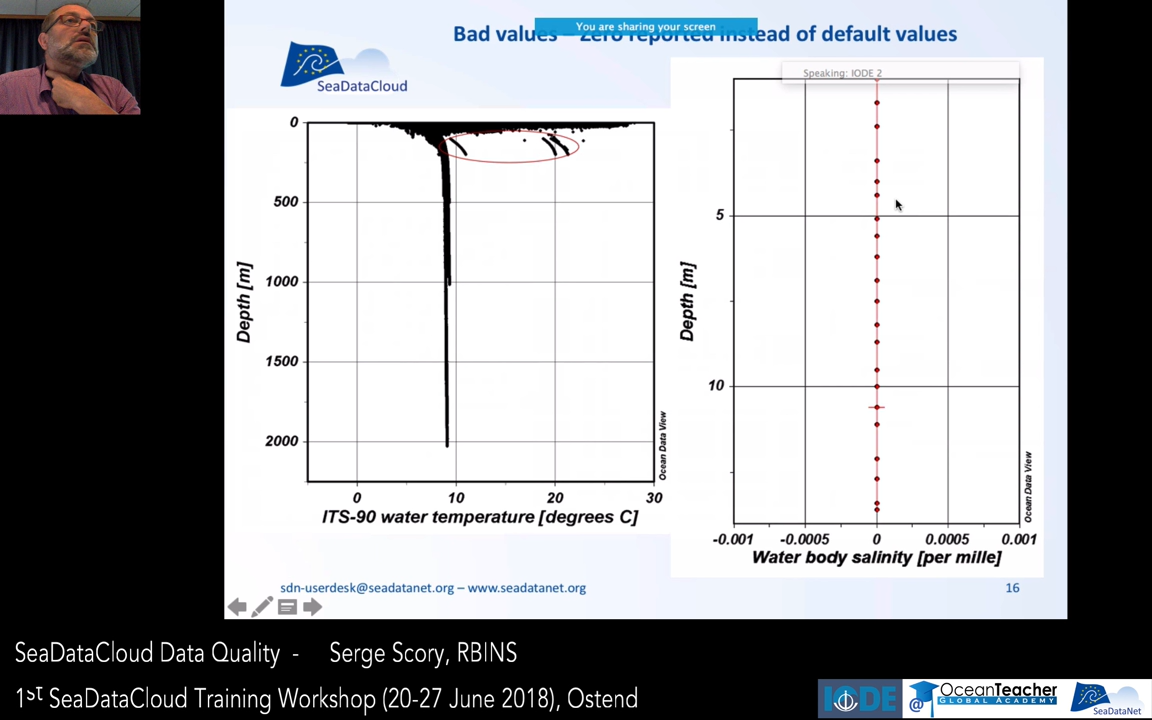 You are sharing your screen
Bad values – Zero reported instead of default values
SeaDataCloud
Speaking: IODE 2
0
500
1000
1500
2000
Depth [m]
Ocean Data View
0 10 20 30
ITS-90 water temperature [degrees C]
5
10
Depth [m]
Ocean Data View
-0.001 -0.0005 0 0.0005 0.001
Water body salinity [per mille]
sdn-userdesk@seadatanet.org – www.seadatanet.org
16
SeaDataCloud Data Quality - Serge Scory, RBINS
1st SeaDataCloud Training Workshop (20-27 June 2018), Ostend
IODE
@ OceanTeacher
GLOBAL ACADEMY
SeaDataNet